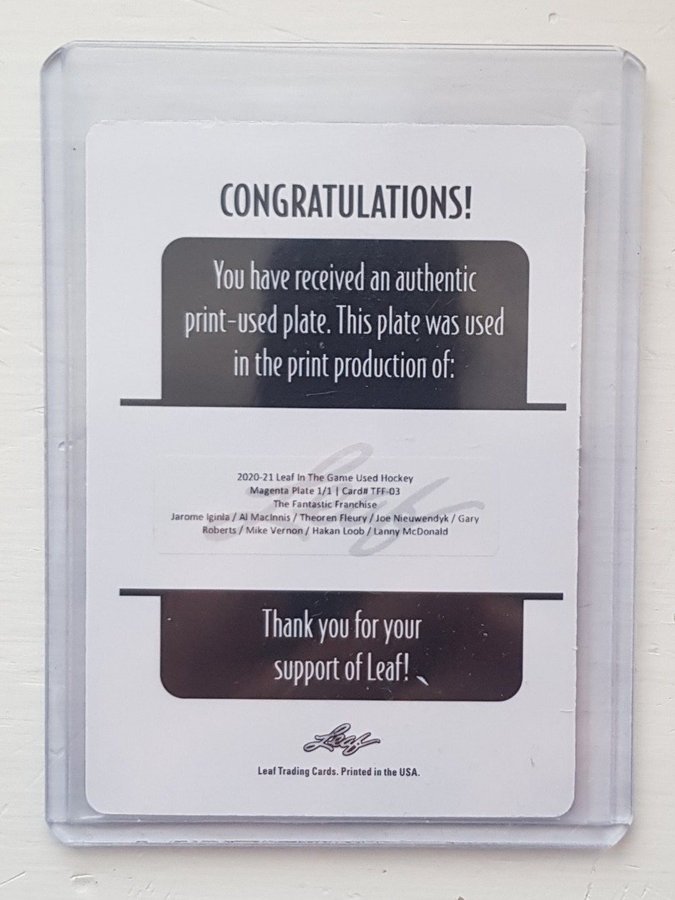 CONGRATULATIONS!
You have received an authentic
print-used plate. This plate was used
in the print production of:
2020-21 Leaf In The Game Used Hockey
Magenta Plate 1/1 | Card# TFF-03
The Fantastic Franchise
Jarome Iginla / Al MacInnis / Theoren Fleury / Joe Nieuwendyk / Gary
Roberts / Mike Vernon / Hakan Loob / Lanny McDonald
Leaf
Thank you for your
support of Leaf!
Leaf
Leaf Trading Cards. Printed in the USA.